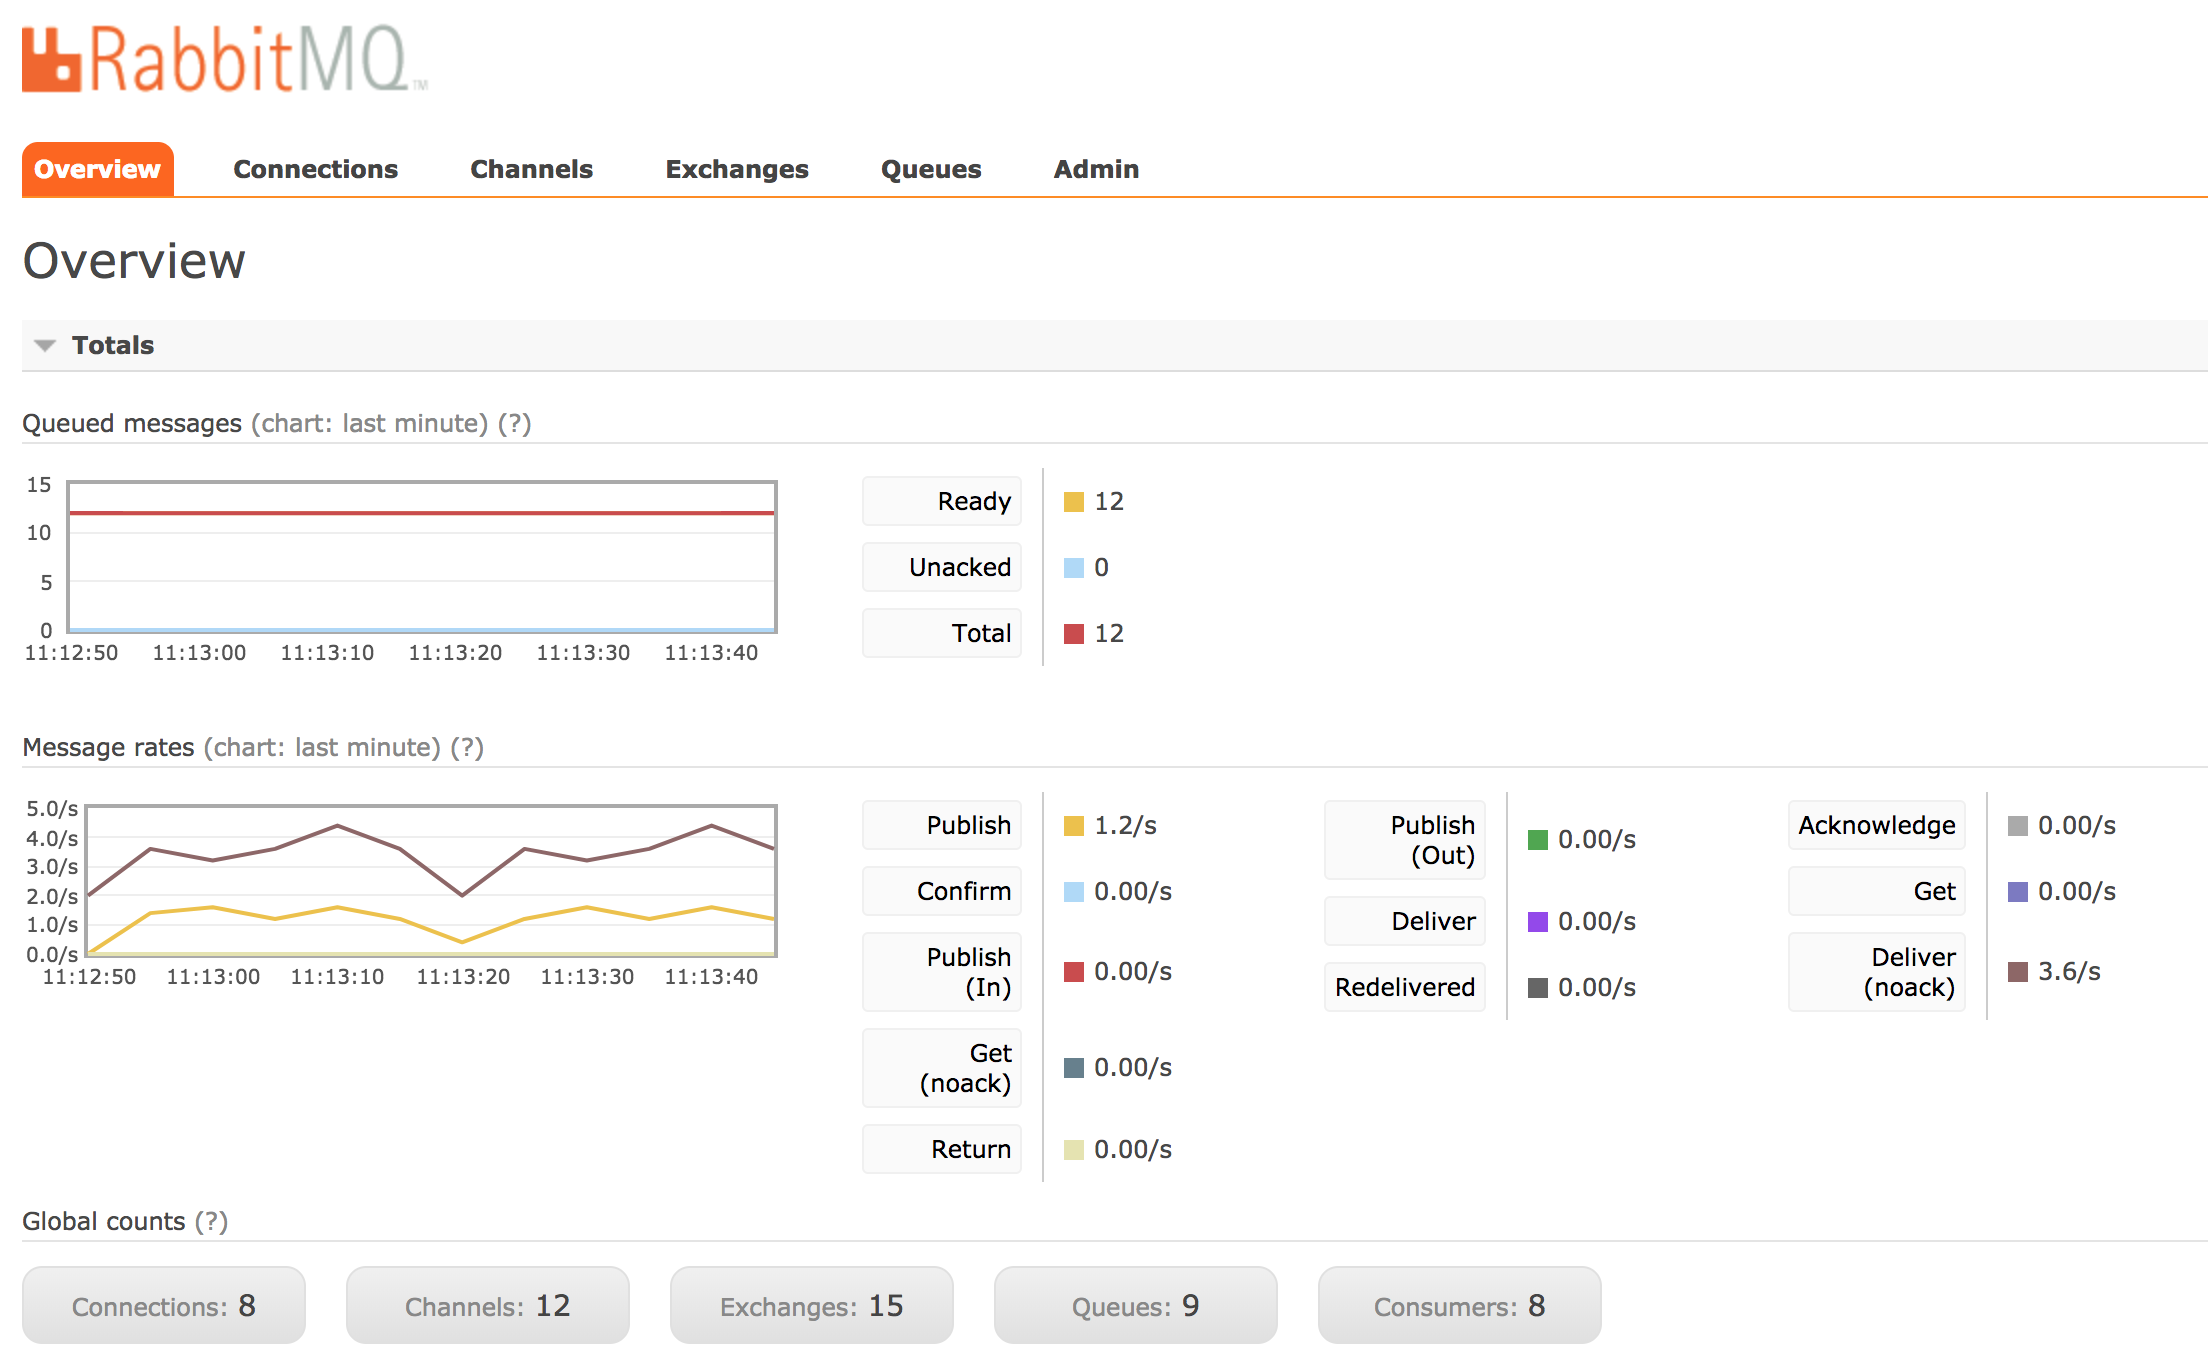 RabbitMQ™
Overview Connections Channels Exchanges Queues Admin
Overview
Totals
Queued messages (chart: last minute) (?)
15
10
5
0
11:12:50 11:13:00 11:13:10 11:13:20 11:13:30 11:13:40
Ready 12
Unacked 0
Total 12
Message rates (chart: last minute) (?)
5.0/s
4.0/s
3.0/s
2.0/s
1.0/s
0.0/s
11:12:50 11:13:00 11:13:10 11:13:20 11:13:30 11:13:40
Publish 1.2/s
Confirm 0.00/s
Publish
(In) 0.00/s
Get
(noack) 0.00/s
Return 0.00/s
Publish
(Out) 0.00/s
Deliver 0.00/s
Redelivered 0.00/s
Acknowledge 0.00/s
Get 0.00/s
Deliver
(noack) 3.6/s
Global counts (?)
Connections: 8 Channels: 12 Exchanges: 15 Queues: 9 Consumers: 8